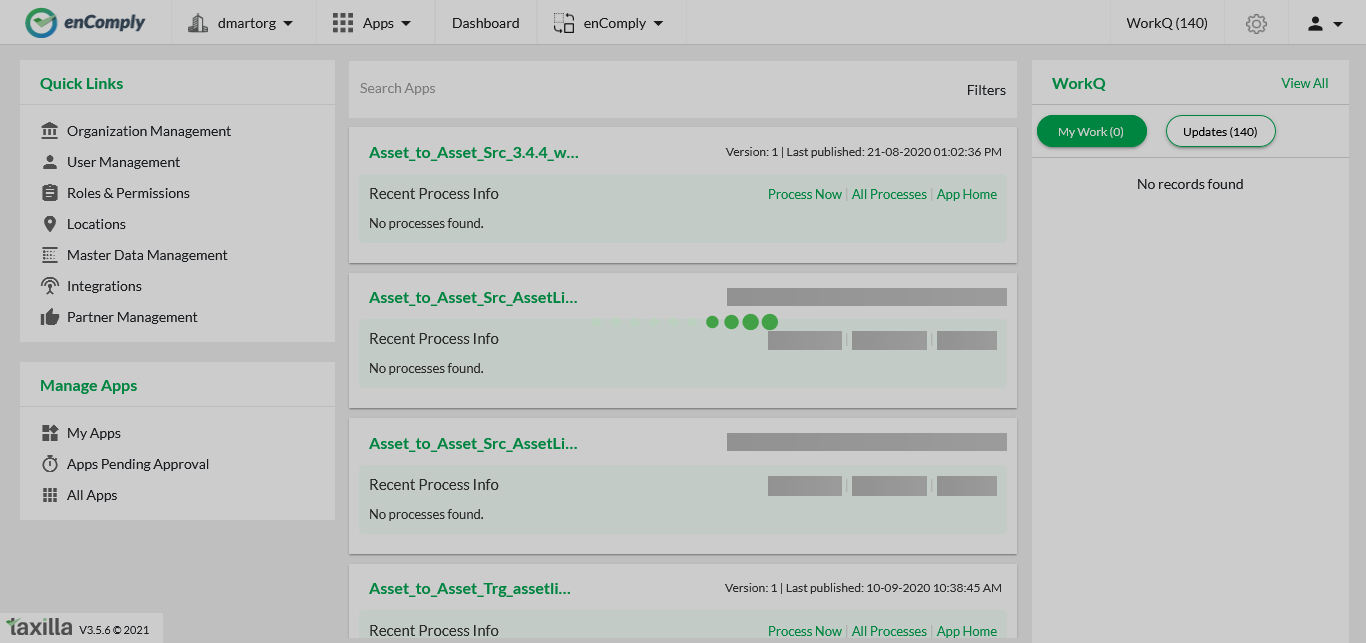 enComply
dmartorg
Apps
Dashboard
enComply
WorkQ (140)
Quick Links
Organization Management
User Management
Roles & Permissions
Locations
Master Data Management
Integrations
Partner Management
Manage Apps
My Apps
Apps Pending Approval
All Apps
Search Apps
Filters
Asset_to_Asset_Src_3.4.4_w...
Version: 1 | Last published: 21-08-2020 01:02:36 PM
Recent Process Info
Process Now | All Processes | App Home
No processes found.
Asset_to_Asset_Src_AssetLi...
Recent Process Info
No processes found.
Asset_to_Asset_Src_AssetLi...
Recent Process Info
No processes found.
Asset_to_Asset_Trg_assetli...
Version: 1 | Last published: 10-09-2020 10:38:45 AM
Recent Process Info
Process Now | All Processes | App Home
WorkQ
View All
My Work (0)
Updates (140)
No records found
taxilla V3.5.6 © 2021